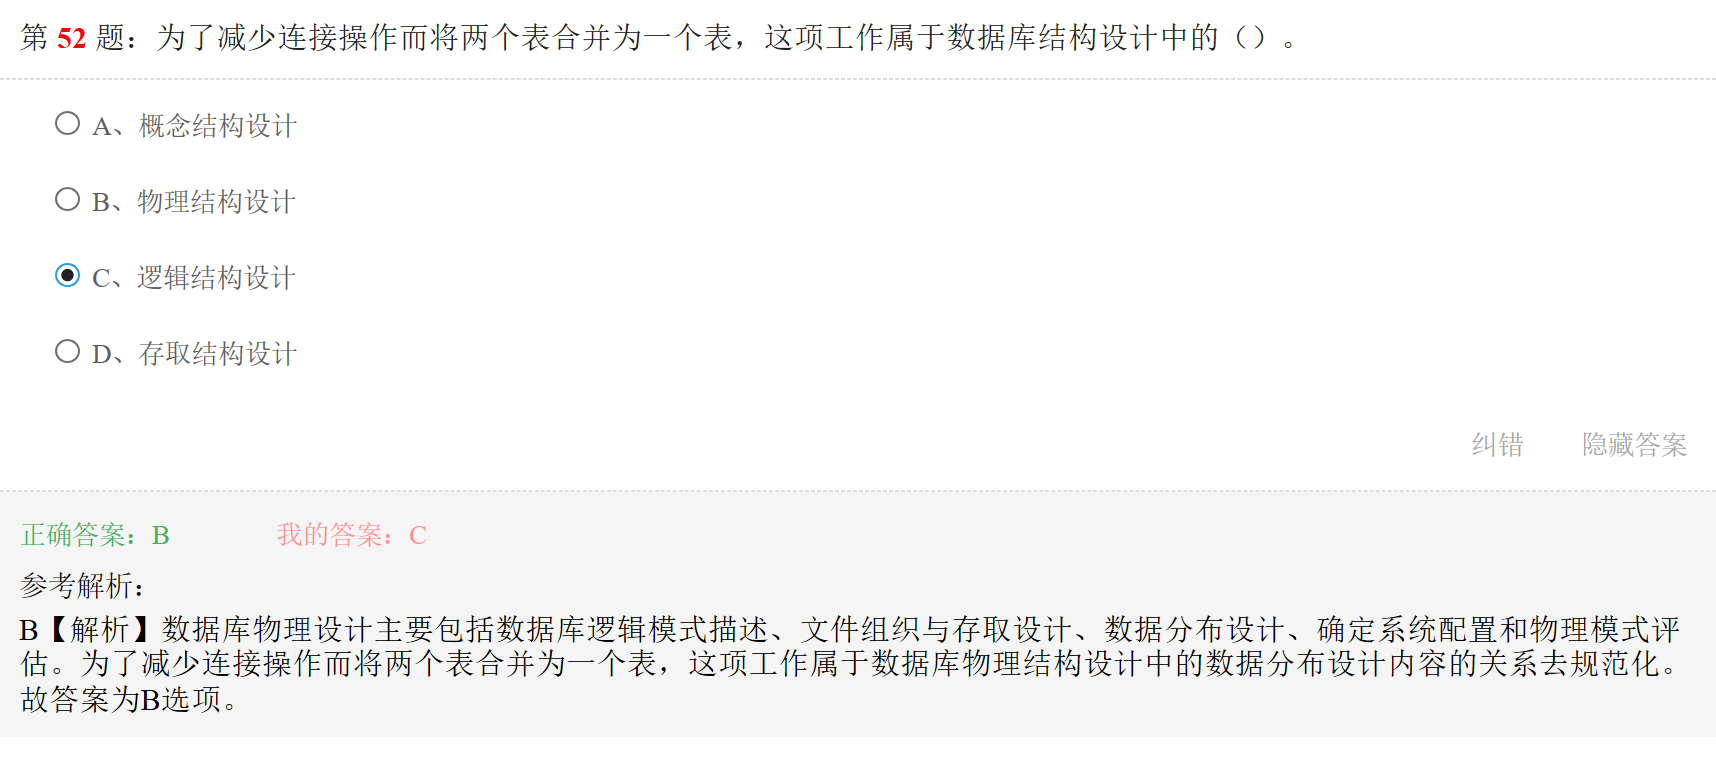 第 52 题：为了减少连接操作而将两个表合并为一个表，这项工作属于数据库结构设计中的（）。
A、概念结构设计
B、物理结构设计
C、逻辑结构设计
D、存取结构设计
纠错 隐藏答案
正确答案：B 我的答案：C
参考解析：
B【解析】数据库物理设计主要包括数据库逻辑模式描述、文件组织与存取设计、数据分布设计、确定系统配置和物理模式评
估。为了减少连接操作而将两个表合并为一个表，这项工作属于数据库物理结构设计中的数据分布设计内容的关系去规范化。
故答案为B选项。